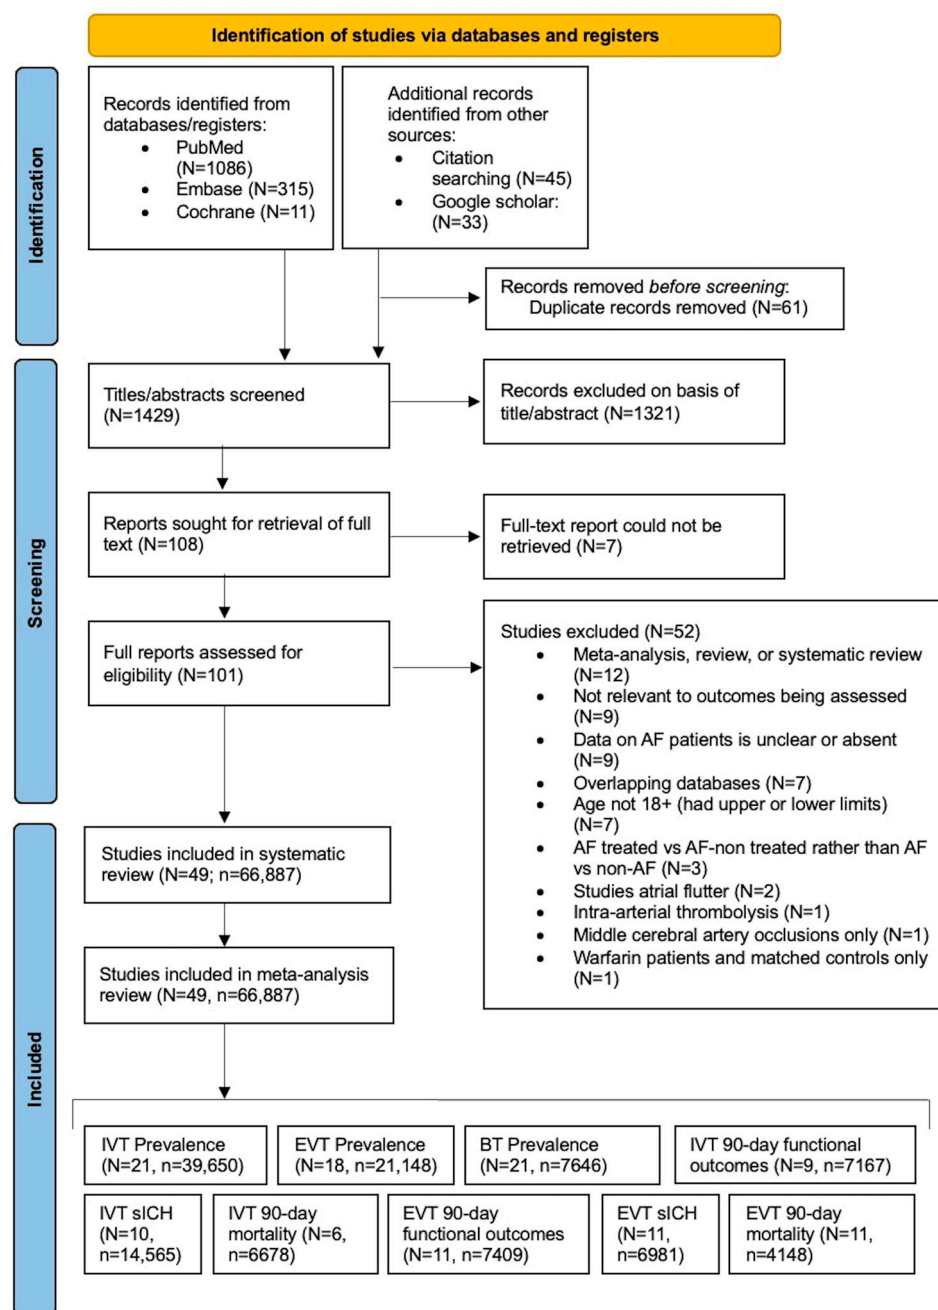 Identification of studies via databases and registers
Identification
Records identified from
databases/registers:
• PubMed
(N=1086)
• Embase (N=315)
• Cochrane (N=11)
Additional records
identified from other
sources:
• Citation
searching (N=45)
• Google scholar:
(N=33)
Records removed before screening:
Duplicate records removed (N=61)
Screening
Titles/abstracts screened
(N=1429)
Records excluded on basis of
title/abstract (N=1321)
Reports sought for retrieval of full
text (N=108)
Full-text report could not be
retrieved (N=7)
Full reports assessed for
eligibility (N=101)
Studies excluded (N=52)
• Meta-analysis, review, or systematic review
(N=12)
• Not relevant to outcomes being assessed
(N=9)
• Data on AF patients is unclear or absent
(N=9)
• Overlapping databases (N=7)
• Age not 18+ (had upper or lower limits)
(N=7)
• AF treated vs AF-non treated rather than AF
vs non-AF (N=3)
• Studies atrial flutter (N=2)
• Intra-arterial thrombolysis (N=1)
• Middle cerebral artery occlusions only (N=1)
• Warfarin patients and matched controls only
(N=1)
Included
Studies included in systematic
review (N=49; n=66,887)
Studies included in meta-analysis
review (N=49, n=66,887)
IVT Prevalence
(N=21, n=39,650)
EVT Prevalence
(N=18, n=21,148)
BT Prevalence
(N=21, n=7646)
IVT 90-day functional
outcomes (N=9, n=7167)
IVT sICH
(N=10,
n=14,565)
IVT 90-day
mortality (N=6,
n=6678)
EVT 90-day
functional outcomes
(N=11, n=7409)
EVT sICH
(N=11,
n=6981)
EVT 90-day
mortality (N=11,
n=4148)